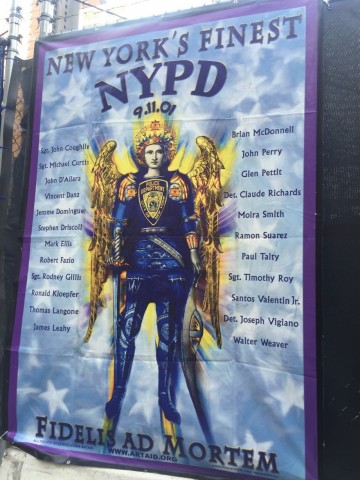 NEW YORK'S FINEST
NYPD
9.11.01
Sgt. John Coughlin
Sgt. Michael Curtin
John D'Allara
Vincent Danz
Jerome Dominguez
Stephen Driscoll
Mark Ellis
Robert Fazio
Sgt. Rodney Gillis
Ronald Kloepfer
Thomas Langone
James Leahy
Brian McDonnell
John Perry
Glen Pettit
Det. Claude Richards
Moira Smith
Ramon Suarez
Paul Talty
Sgt. Timothy Roy
Santos Valentin Jr.
Det. Joseph Vigiano
Walter Weaver
FIDELIS AD MORTEM
WWW.ARTAID.ORG